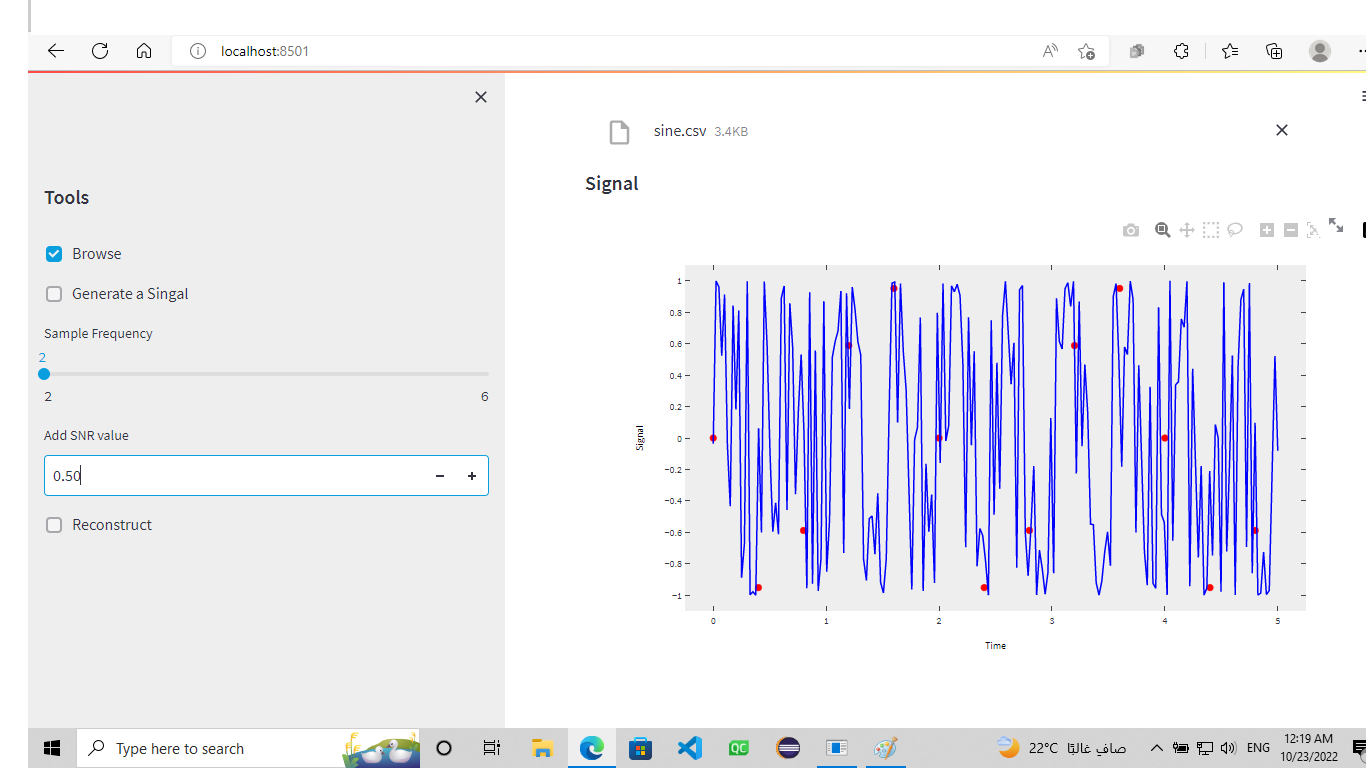 localhost:8501
sine.csv 3.4KB
Signal
Tools
Browse
Generate a Singal
Sample Frequency
2
2 6
Add SNR value
0.50
Reconstruct
1
0.8
0.6
0.4
0.2
0
−0.2
−0.4
−0.6
−0.8
−1
Signal
0 1 2 3 4 5
Time
Type here to search
QC
22°C صافٍ غالبًا
ENG
12:19 AM
10/23/2022